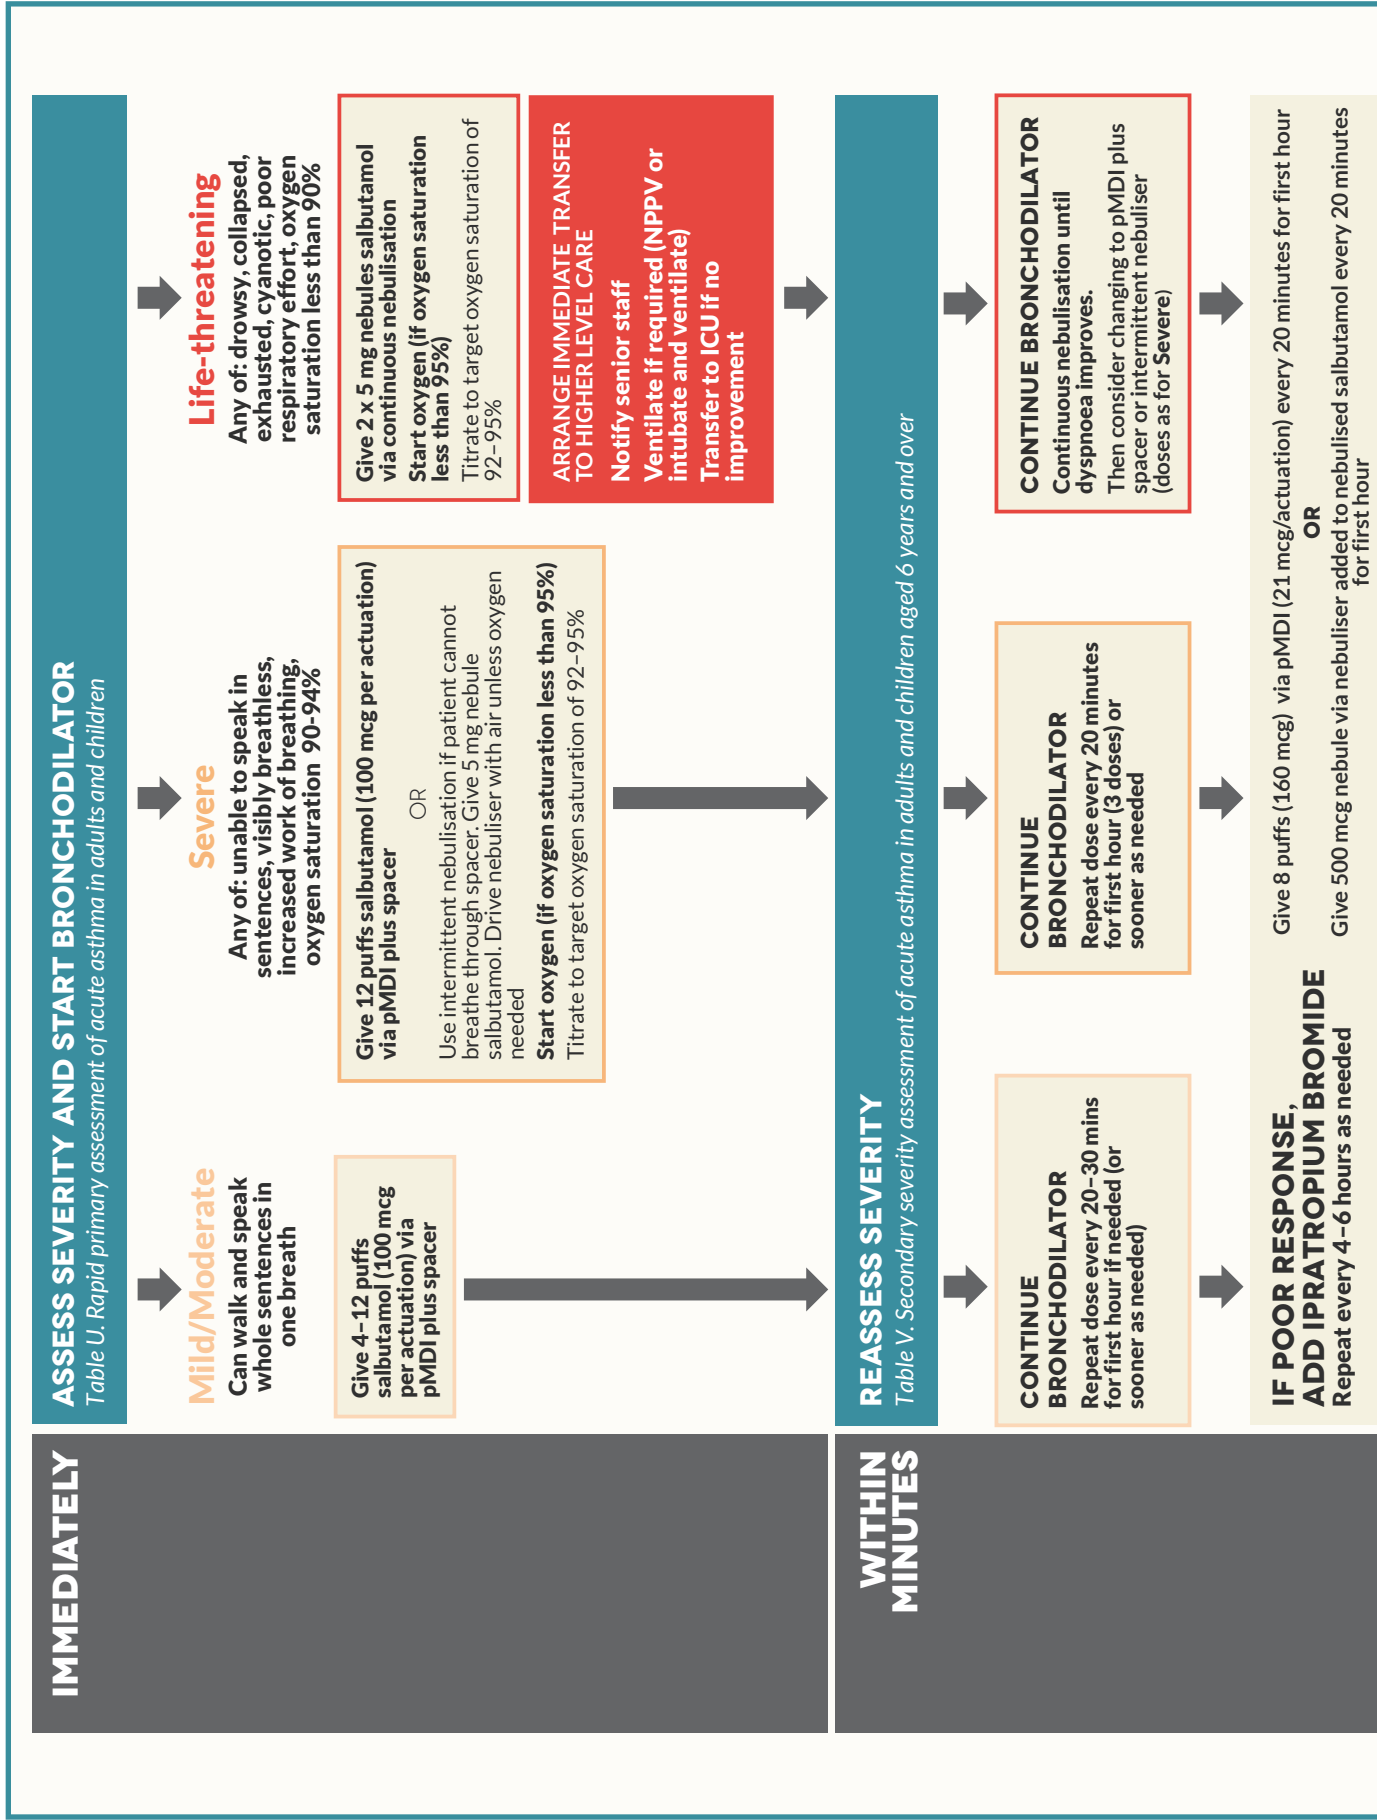 IMMEDIATELY
ASSESS SEVERITY AND START BRONCHODILATOR
Table U. Rapid primary assessment of acute asthma in adults and children
Mild/Moderate
Can walk and speak
whole sentences in
one breath
Give 4–12 puffs
salbutamol (100 mcg
per actuation) via
pMDI plus spacer
Severe
Any of: unable to speak in
sentences, visibly breathless,
increased work of breathing,
oxygen saturation 90-94%
Give 12 puffs salbutamol (100 mcg per actuation)
via pMDI plus spacer
OR
Use intermittent nebulisation if patient cannot
breathe through spacer. Give 5 mg nebule
salbutamol. Drive nebuliser with air unless oxygen
needed
Start oxygen (if oxygen saturation less than 95%)
Titrate to target oxygen saturation of 92–95%
Life-threatening
Any of: drowsy, collapsed,
exhausted, cyanotic, poor
respiratory effort, oxygen
saturation less than 90%
Give 2 x 5 mg nebules salbutamol
via continuous nebulisation
Start oxygen (if oxygen saturation
less than 95%)
Titrate to target oxygen saturation of
92–95%
ARRANGE IMMEDIATE TRANSFER
TO HIGHER LEVEL CARE
Notify senior staff
Ventilate if required (NPPV or
intubate and ventilate)
Transfer to ICU if no
improvement
WITHIN
MINUTES
REASSESS SEVERITY
Table V. Secondary severity assessment of acute asthma in adults and children aged 6 years and over
CONTINUE
BRONCHODILATOR
Repeat dose every 20–30 mins
for first hour if needed (or
sooner as needed)
CONTINUE
BRONCHODILATOR
Repeat dose every 20 minutes
for first hour (3 doses) or
sooner as needed
CONTINUE BRONCHODILATOR
Continuous nebulisation until
dyspnoea improves.
Then consider changing to pMDI plus
spacer or intermittent nebuliser
(doses as for Severe)
IF POOR RESPONSE,
ADD IPRATROPIUM BROMIDE
Repeat every 4–6 hours as needed
Give 8 puffs (160 mcg) via pMDI (21 mcg/actuation) every 20 minutes for first hour
OR
Give 500 mcg nebule via nebuliser added to nebulised salbutamol every 20 minutes
for first hour